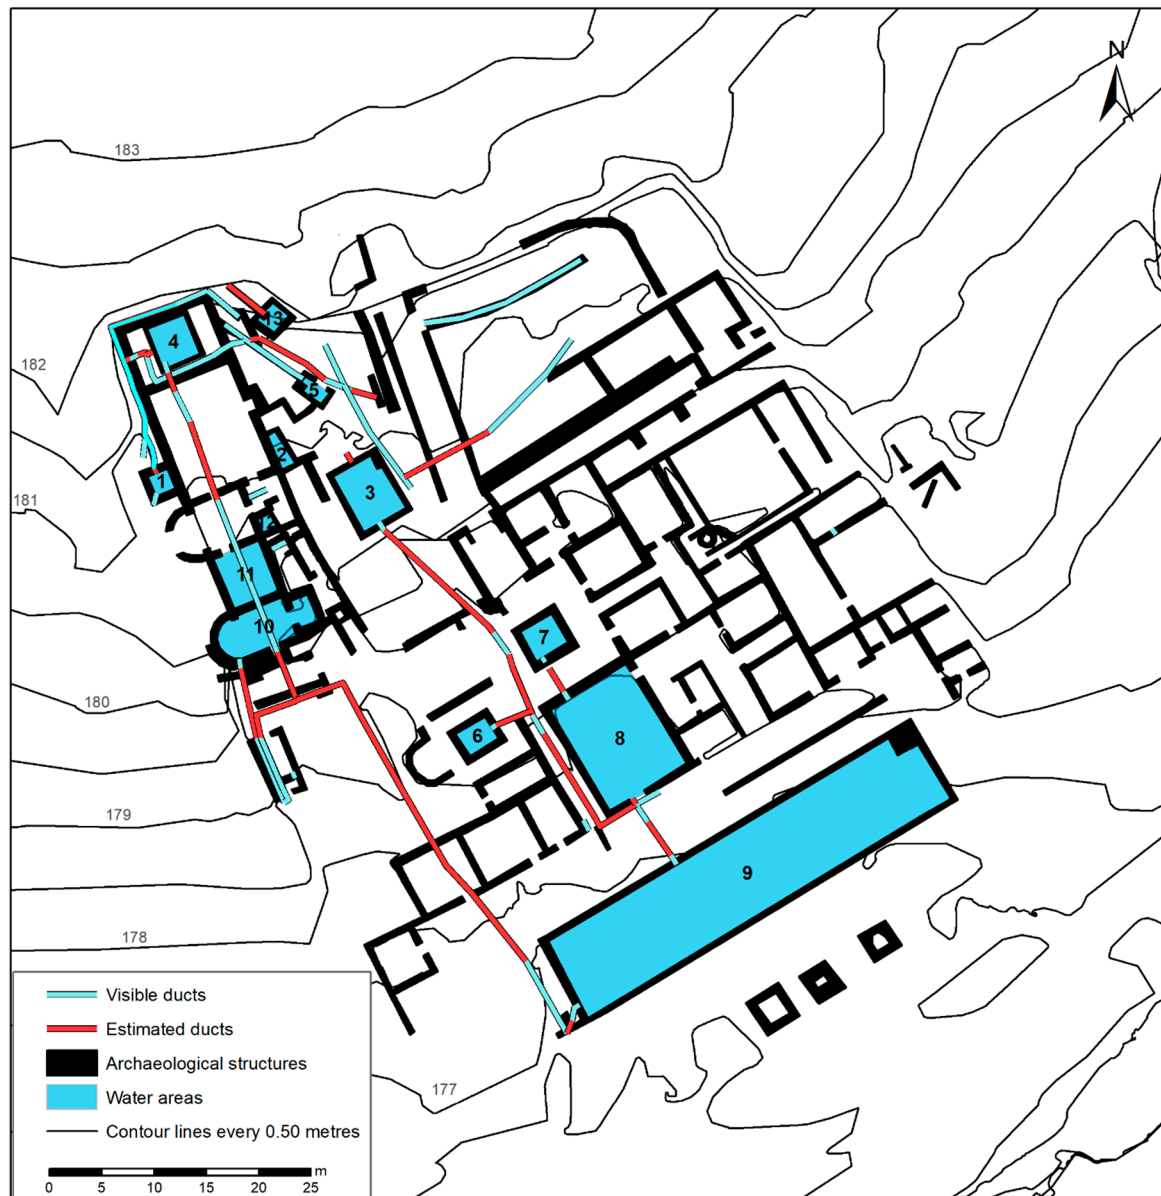 N
183
13
4
182
5
2
1
3
181
12
11
10
7
180
6
8
179
9
178
Visible ducts
Estimated ducts
Archaeological structures
177
Water areas
Contour lines every 0.50 metres
m
0 5 10 15 20 25